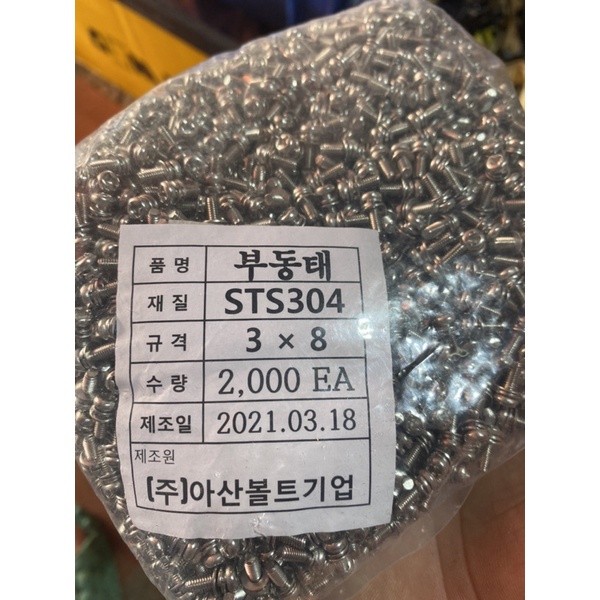 품 명 부동태
재 질 STS304
규 격 3 × 8
수 량 2,000 EA
제조일 2021.03.18
제조원
(주)아산볼트기업